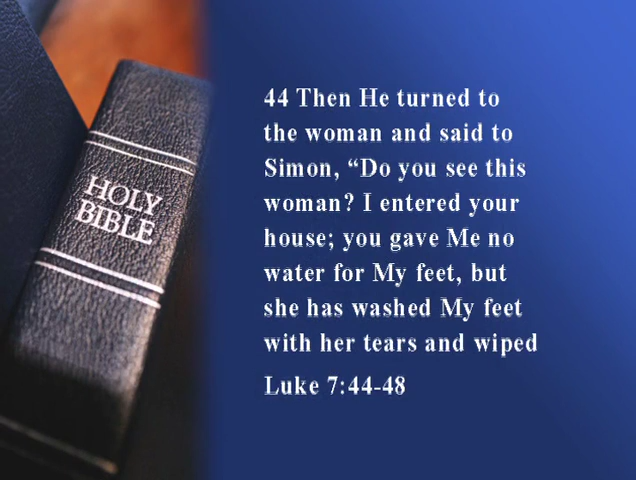 HOLY
BIBLE
44 Then He turned to
the woman and said to
Simon, “Do you see this
woman? I entered your
house; you gave Me no
water for My feet, but
she has washed My feet
with her tears and wiped
Luke 7:44-48